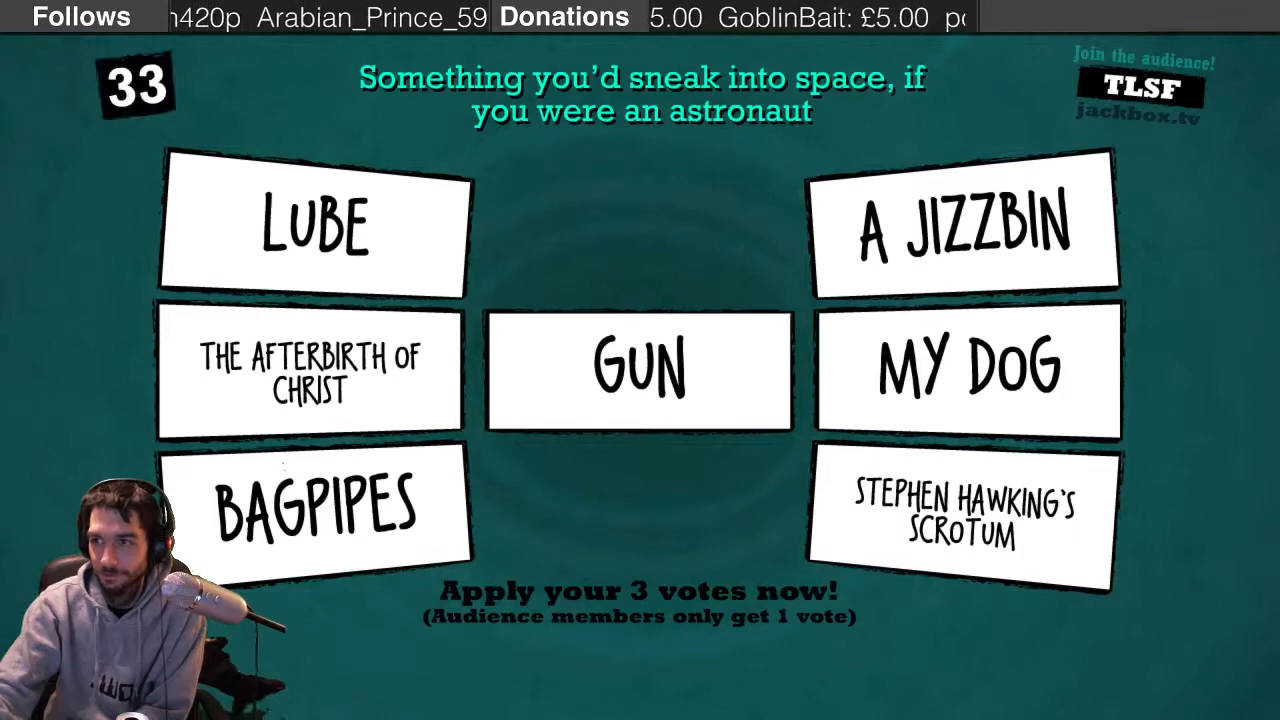 Follows
n420p Arabian_Prince_59
Donations
5.00 GoblinBait: £5.00
33
Something you'd sneak into space, if
you were an astronaut
Join the audience!
TLSF
jackbox.tv
LUBE
A JIZZBIN
THE AFTERBIRTH OF
CHRIST
GUN
MY DOG
BAGPIPES
STEPHEN HAWKING'S
SCROTUM
Apply your 3 votes now!
(Audience members only get 1 vote)